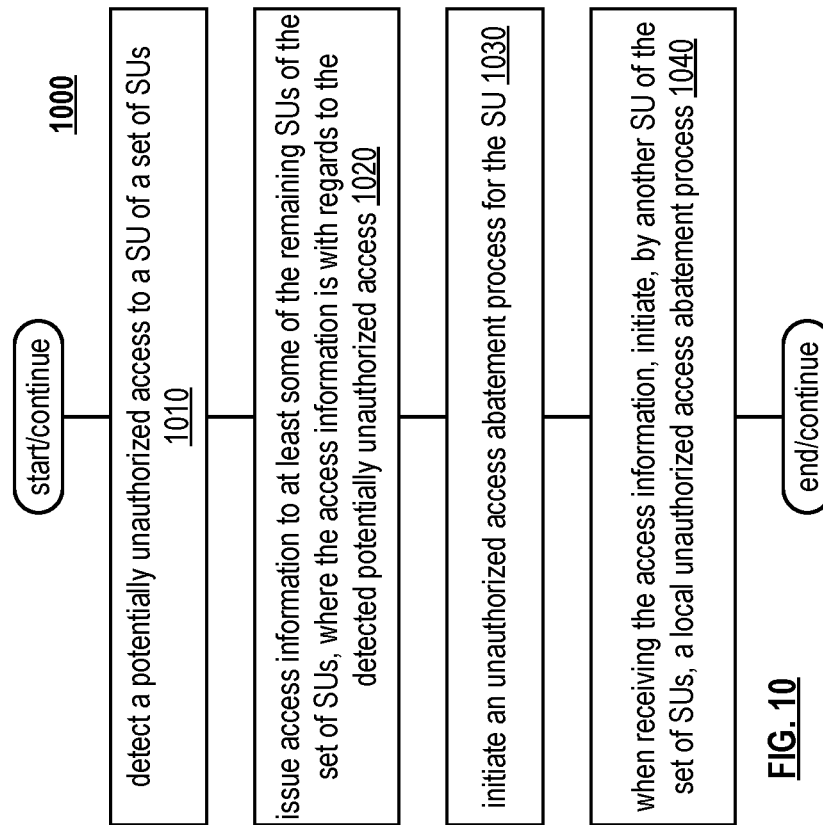 1000
start/continue
detect a potentially unauthorized access to a SU of a set of SUs
1010
issue access information to at least some of the remaining SUs of the
set of SUs, where the access information is with regards to the
detected potentially unauthorized access 1020
initiate an unauthorized access abatement process for the SU 1030
when receiving the access information, initiate, by another SU of the
set of SUs, a local unauthorized access abatement process 1040
end/continue
FIG. 10